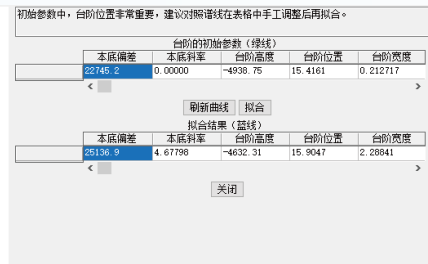 初始参数中，台阶位置非常重要，建议对照谱线在表格中手工调整后再拟合。
台阶的初始参数（绿线）
本底偏差 本底斜率 台阶高度 台阶位置 台阶宽度
22745.2 0.00000 -4938.75 15.4161 0.212717
刷新曲线 拟合
拟合结果（蓝线）
本底偏差 本底斜率 台阶高度 台阶位置 台阶宽度
25136.9 4.67798 -4632.31 15.9047 2.28841
关闭